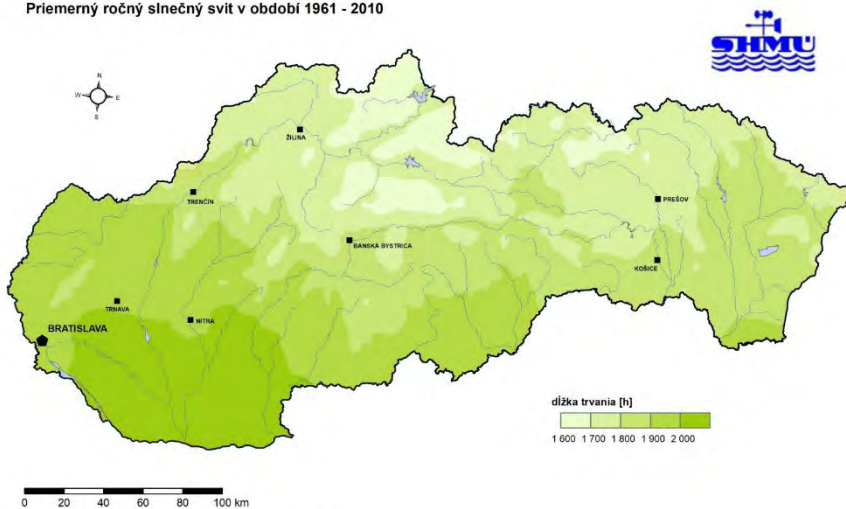 Priemerný ročný slnečný svit v období 1961 - 2010
SHMÚ
N
W E
S
ŽILINA
TRENČÍN
PREŠOV
BANSKÁ BYSTRICA
KOŠICE
TRNAVA
NITRA
BRATISLAVA
dĺžka trvania [h]
1 600 1 700 1 800 1 900 2 000
0 20 40 60 80 100 km